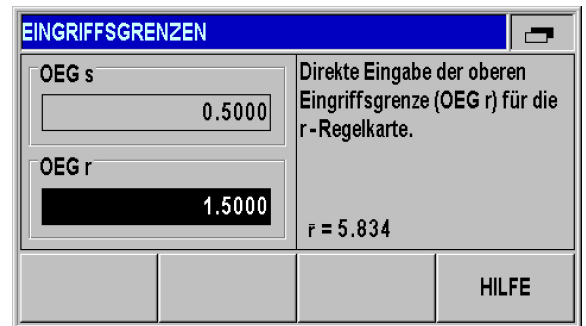 EINGRIFFSGRENZEN
OEG s
0.5000
OEG r
1.5000
Direkte Eingabe der oberen
Eingriffsgrenze (OEG r) für die
r-Regelkarte.
r̄ = 5.834
HILFE